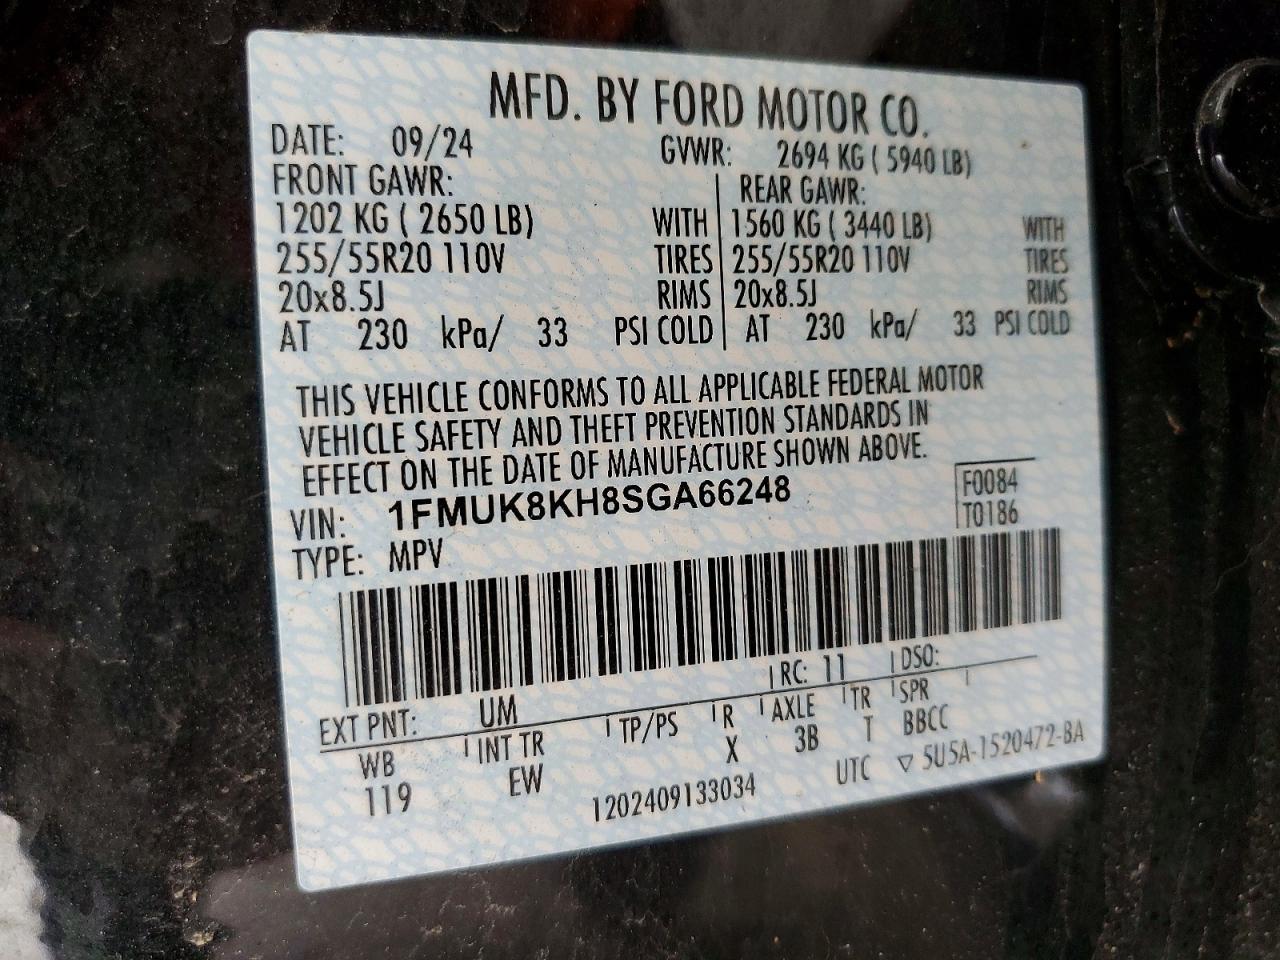 MFD. BY FORD MOTOR CO.
DATE: 09/24 GVWR: 2694 KG ( 5940 LB)
FRONT GAWR: REAR GAWR:
1202 KG ( 2650 LB) WITH 1560 KG ( 3440 LB) WITH
255/55R20 110V TIRES 255/55R20 110V TIRES
20x8.5J RIMS 20x8.5J RIMS
AT 230 kPa/ 33 PSI COLD AT 230 kPa/ 33 PSI COLD
THIS VEHICLE CONFORMS TO ALL APPLICABLE FEDERAL MOTOR
VEHICLE SAFETY AND THEFT PREVENTION STANDARDS IN
EFFECT ON THE DATE OF MANUFACTURE SHOWN ABOVE.
VIN: 1FMUK8KH8SGA66248 F0084
TYPE: MPV T0186
EXT PNT: UM RC: 11 DSO:
WB INT TR TP/PS R AXLE TR SPR
119 EW X 3B T BBCC
1202409133034 UTC ▽ 5U5A-1520472-BA